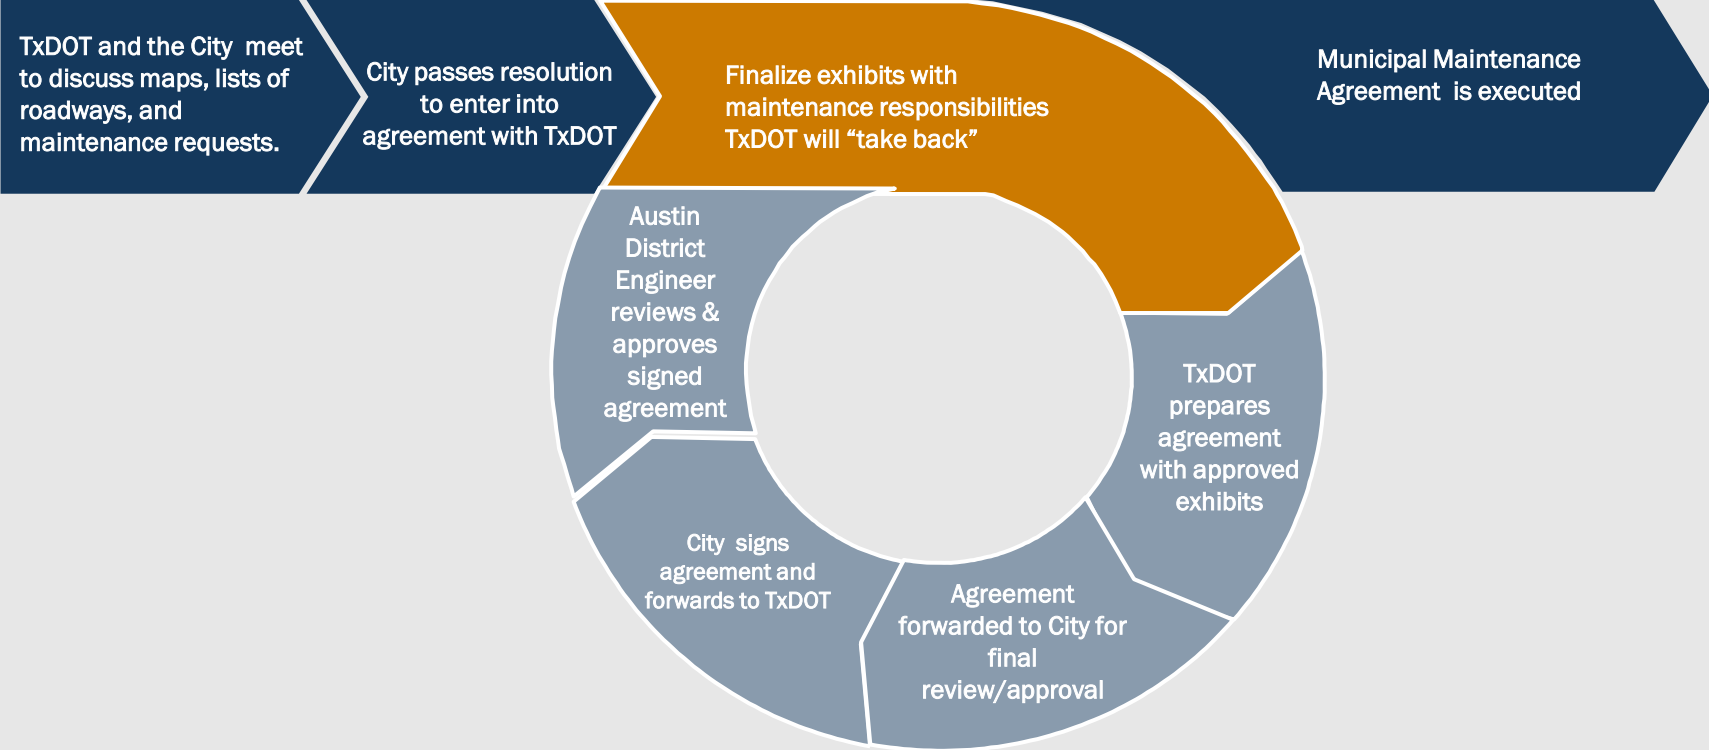 TxDOT and the City  meet
to discuss maps, lists of
roadways, and
maintenance requests.
City passes resolution
to enter into
agreement with TxDOT
Finalize exhibits with
maintenance responsibilities
TxDOT will “take back”
Municipal Maintenance
Agreement  is executed
TxDOT
prepares
agreement
with approved
exhibits
Agreement
forwarded to City for
final
review/approval
City  signs
agreement and
forwards to TxDOT
Austin
District
Engineer
reviews &
approves
signed
agreement